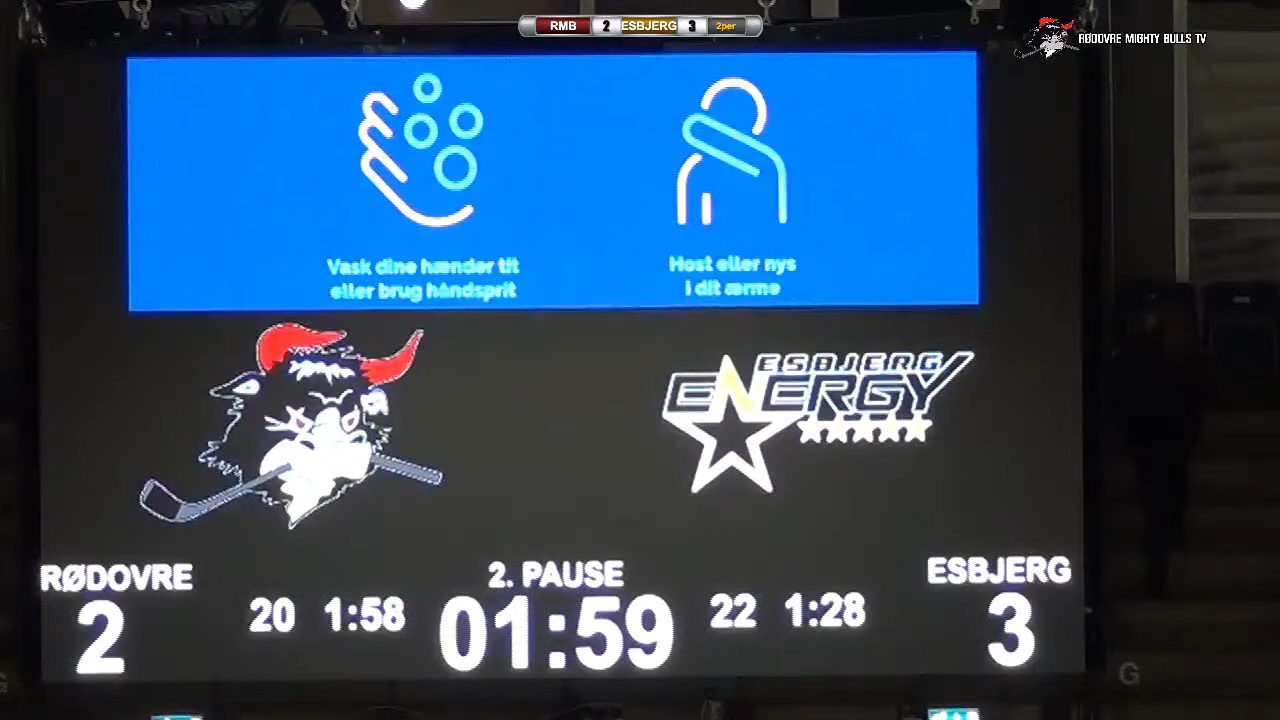 RMB 2 ESBJERG 3 2per
RØDOVRE MIGHTY BULLS TV
Vask dine hænder tit
eller brug håndsprit
Host eller nys
i dit ærme
ESBJERG
ENERGY
RØDOVRE
2
20 1:58
2. PAUSE
01:59
22 1:28
ESBJERG
3
G